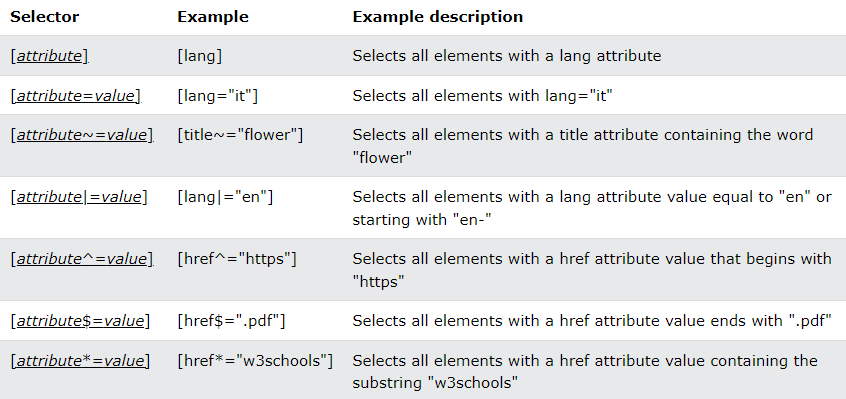 Selector Example Example description
[attribute] [lang] Selects all elements with a lang attribute
[attribute=value] [lang="it"] Selects all elements with lang="it"
[attribute~=value] [title~="flower"] Selects all elements with a title attribute containing the word
"flower"
[attribute|=value] [lang|="en"] Selects all elements with a lang attribute value equal to "en" or
starting with "en-"
[attribute^=value] [href^="https"] Selects all elements with a href attribute value that begins with
"https"
[attribute$=value] [href$=".pdf"] Selects all elements with a href attribute value ends with ".pdf"
[attribute*=value] [href*="w3schools"] Selects all elements with a href attribute value containing the
substring "w3schools"